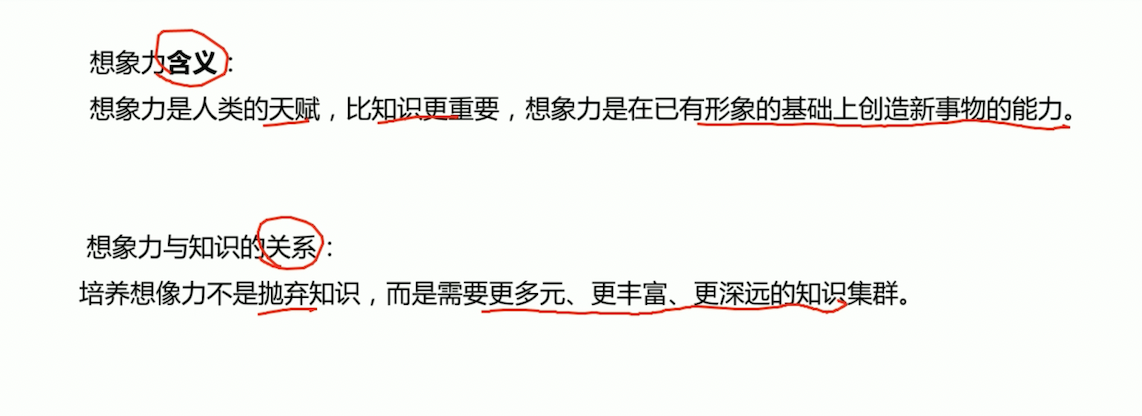 想象力含义：
想象力是人类的天赋，比知识更重要，想象力是在已有形象的基础上创造新事物的能力。
想象力与知识的关系：
培养想像力不是抛弃知识，而是需要更多元、更丰富、更深远的知识集群。